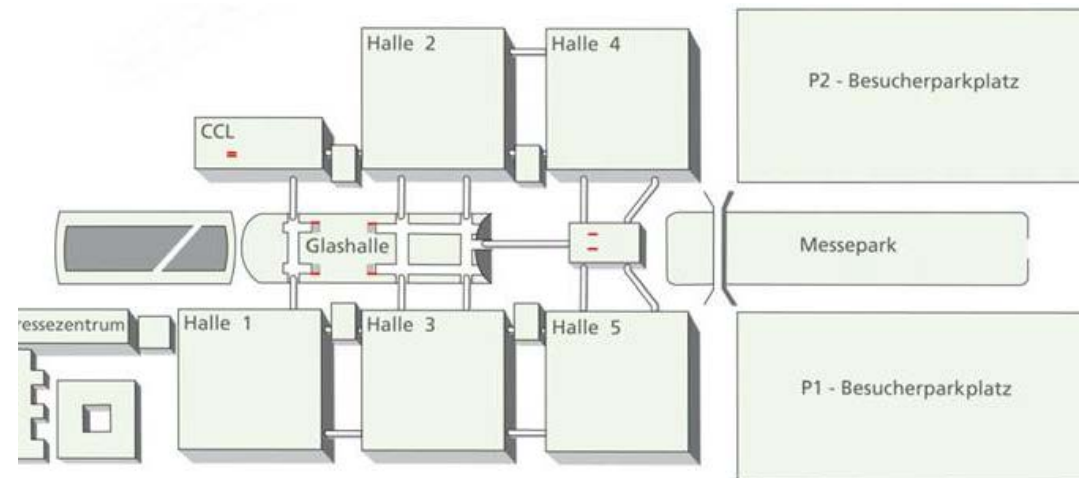 Halle 2
Halle 4
P2 - Besucherparkplatz
CCL
Glashalle
Messepark
ressezentrum
Halle 1
Halle 3
Halle 5
P1 - Besucherparkplatz